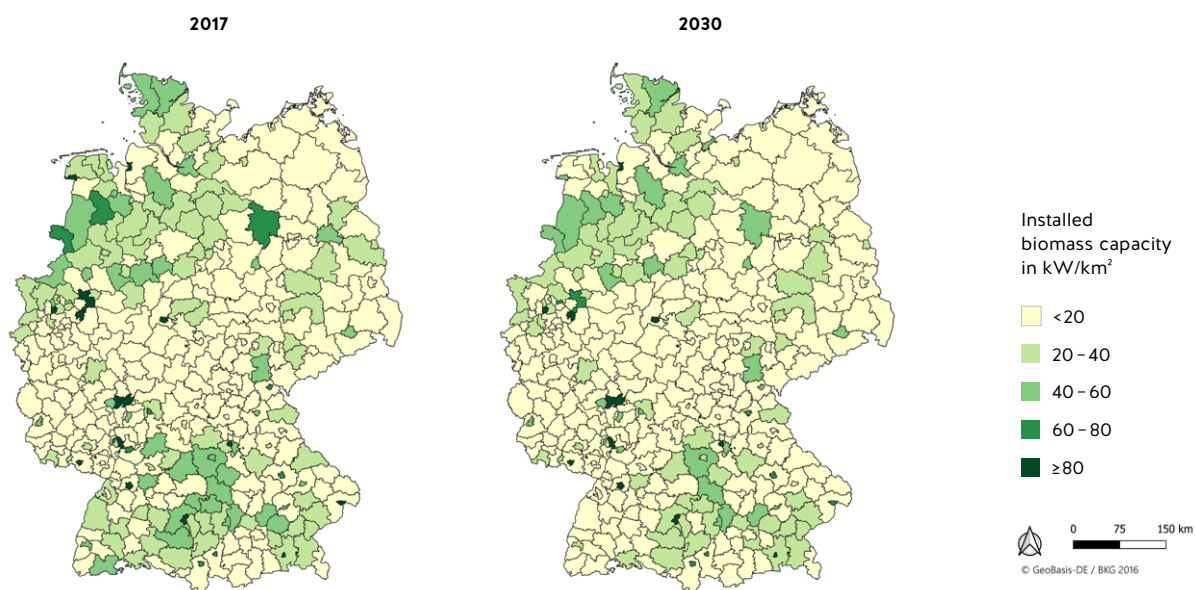 2017
2030
Installed
biomass capacity
in kW/km²
<20
20–40
40–60
60–80
≥80
0 75 150 km
© GeoBasis-DE / BKG 2016